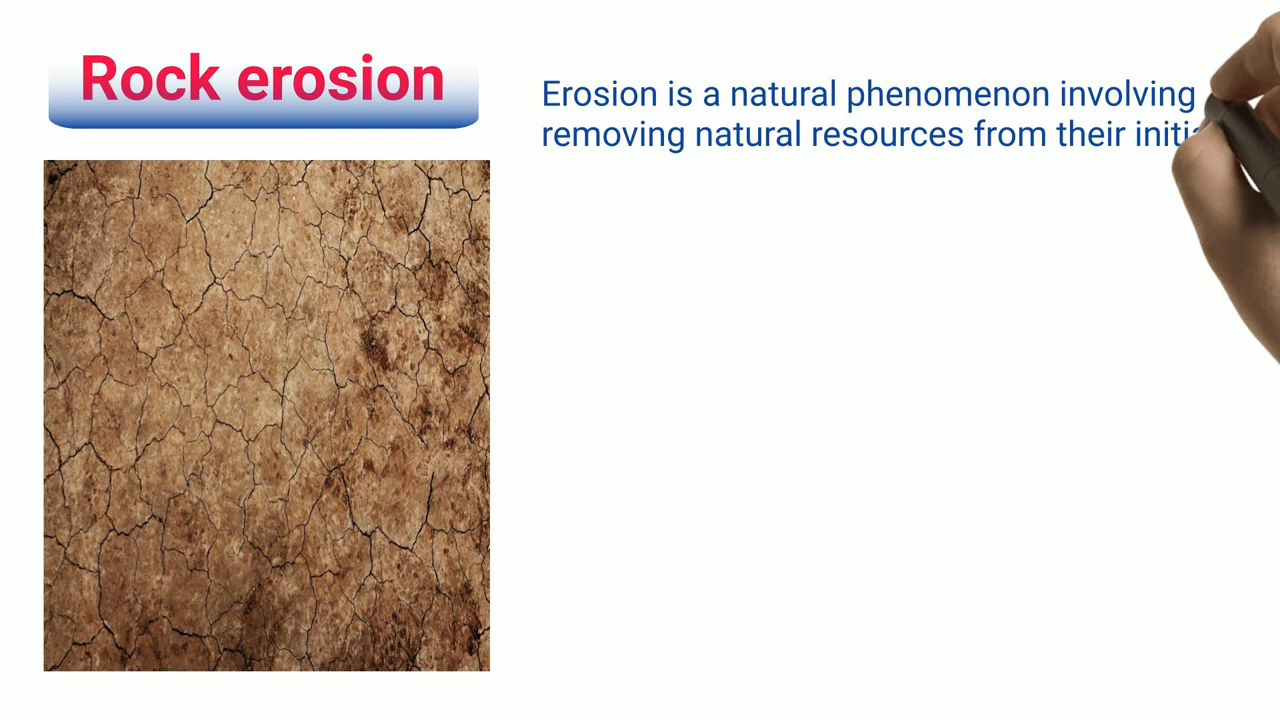 Rock erosion
Erosion is a natural phenomenon involving
removing natural resources from their